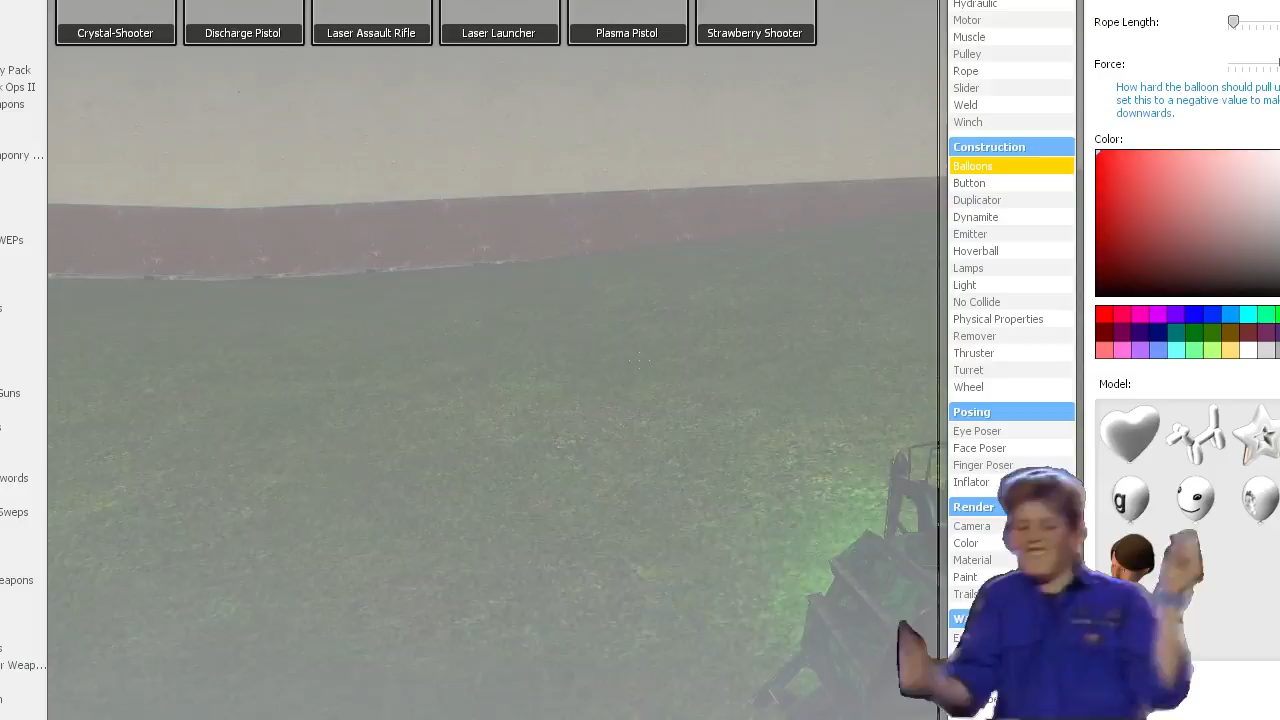 Crystal-Shooter
Discharge Pistol
Laser Assault Rifle
Laser Launcher
Plasma Pistol
Strawberry Shooter
y Pack
k Ops II
apons
aponry ...
WEPs
s
Guns
s
words
Sweps
eapons
s
r Weap...
n
Hydraulic
Motor
Muscle
Pulley
Rope
Slider
Weld
Winch
Construction
Balloons
Button
Duplicator
Dynamite
Emitter
Hoverball
Lamps
Light
No Collide
Physical Properties
Remover
Thruster
Turret
Wheel
Posing
Eye Poser
Face Poser
Finger Poser
Inflator
Render
Camera
Color
Material
Paint
Trails
W
E
Rope Length:
Force:
How hard the balloon should pull u
set this to a negative value to mak
downwards.
Color:
Model:
g